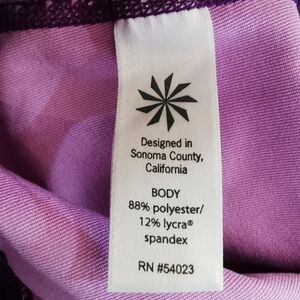 Designed in
Sonoma County,
California
BODY
88% polyester/
12% lycra®
spandex
RN #54023